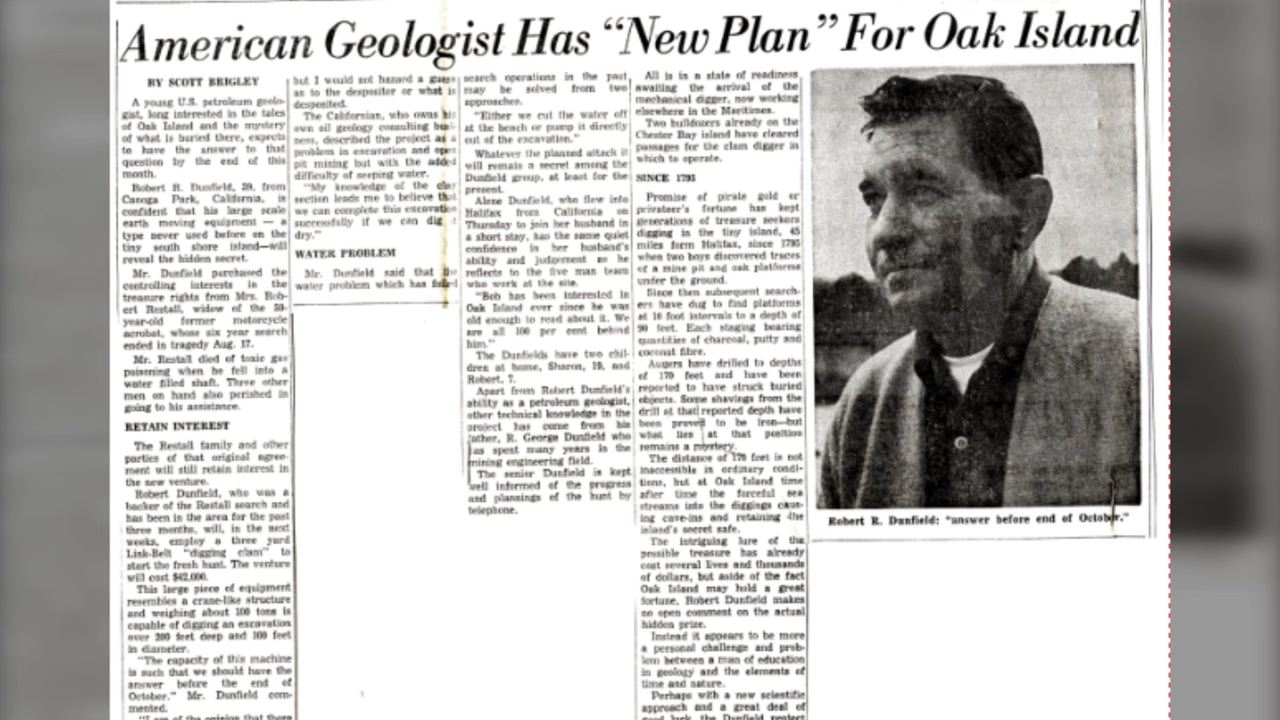 American Geologist Has “New Plan” For Oak Island
BY SCOTT BRIGLEY
A young U.S. petroleum geolo-
gist, long interested in the tales
of Oak Island and the mystery
of what is buried there, expects
to have the answer to that
question by the end of this
month.
Robert R. Dunfield, 39, from
Canoga Park, California, is
confident that his large scale
earth moving equipment — a
type never used before on the
tiny south shore island—will
reveal the hidden secret.
Mr. Dunfield purchased the
controlling interests in the
treasure rights from Mrs. Rob-
ert Restall, widow of the
year-old former motorcycle
acrobat, whose six year search
ended in tragedy Aug. 17.
Mr. Restall died of toxic gas
poisoning when he fell into a
water filled shaft. Three other
men on hand also perished in
going to his assistance.
RETAIN INTEREST
The Restall family and other
parties of that original agree-
ment will still retain interest in
the new venture.
Robert Dunfield, who was a
backer of the Restall search and
has been in the area for the past
three months, will, in the next
weeks, employ a three yard
Link-Belt “digging clam” to
start the fresh hunt. The venture
will cost $42,000.
This large piece of equipment
resembles a crane-like structure
and weighing about 100 tons is
capable of digging an excavation
over 200 feet deep and 100 feet
in diameter.
“The capacity of this machine
is such that we should have the
answer before the end of
October.” Mr. Dunfield com-
mented.
“I am of the opinion that there
but I would not hazard a guess
as to the despositer or what is
desposited.
The Californian, who owns his
own oil geology consulting busi-
ness, described the project as a
problem in excavation and open
pit mining but with the added
difficulty of seeping water.
“My knowledge of the clay
section leads me to believe that
we can complete this excavation
successfully if we can dig it
dry.”
WATER PROBLEM
Mr. Dunfield said that the
water problem which has foiled
search operations in the past
may be solved from two
approaches.
“Either we cut the water off
at the beach or pump it directly
out of the excavation.”
Whatever the planned attack it
will remain a secret among the
Dunfield group, at least for the
present.
Alene Dunfield, who flew into
Halifax from California on
Thursday to join her husband in
a short stay, has the same quiet
confidence in her husband's
ability and judgement as he
reflects to the five man team
who work at the site.
“Bob has been interested in
Oak Island ever since he was
old enough to read about it. We
are all 100 per cent behind
him.”
The Dunfields have two chil-
dren at home, Sharon, 10, and
Robert, 7.
Apart from Robert Dunfield's
ability as a petroleum geologist,
other technical knowledge in the
project has come from his
father, R. George Dunfield who
has spent many years in the
mining engineering field.
The senior Dunfield is kept
well informed of the progress
and plannings of the hunt by
telephone.
All is in a state of readiness
awaiting the arrival of the
mechanical digger, now working
elsewhere in the Maritimes.
Two bulldozers already on the
Chester Bay island have cleared
passages for the clam digger in
which to operate.
SINCE 1795
Promise of pirate gold or
privateer's fortune has kept
generations of treasure seekers
digging in the tiny island, 45
miles form Halifax, since 1795
when two boys discovered traces
of a mine pit and oak platforms
under the ground.
Since then subsequent search-
ers have dug to find platforms
at 10 foot intervals to a depth of
90 feet. Each staging bearing
quantities of charcoal, putty and
coconut fibre.
Augers have drilled to depths
of 170 feet and have been
reported to have struck buried
objects. Some shavings from the
drill at that reported depth have
been proved to be iron—but
what lies at that position
remains a mystery.
The distance of 170 feet is not
inaccessible in ordinary condi-
tions, but at Oak Island time
after time the forceful sea
streams into the diggings caus-
ing cave-ins and retaining the
island's secret safe.
The intriguing lure of the
possible treasure has already
cost several lives and thousands
of dollars, but aside of the fact
Oak Island may hold a great
fortune, Robert Dunfield makes
no open comment on the actual
hidden prize.
Instead it appears to be more
a personal challenge and prob-
lem between a man of education
in geology and the elements of
time and nature.
Perhaps with a new scientific
approach and a great deal of
good luck, the Dunfield project
Robert R. Dunfield: “answer before end of October.”